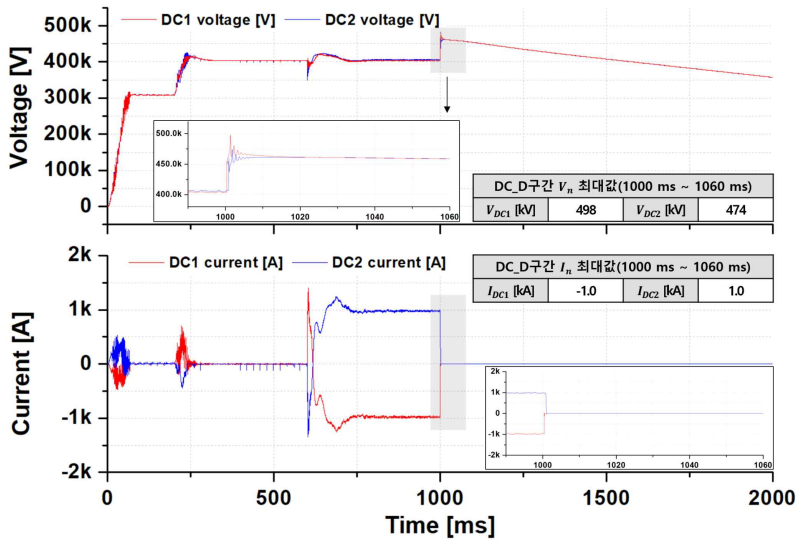 DC1 voltage [V] DC2 voltage [V]
500k
400k
300k
200k
100k
0
Voltage [V]
500.0k
450.0k
400.0k
1000 1020 1040 1060
DC_D구간 Vn 최대값(1000 ms ~ 1060 ms)
VDC1 [kV] 498 VDC2 [kV] 474
DC1 current [A] DC2 current [A]
DC_D구간 In 최대값(1000 ms ~ 1060 ms)
IDC1 [kA] -1.0 IDC2 [kA] 1.0
2k
1k
0
-1k
-2k
Current [A]
2k
1k
0
-1k
-2k
1000 1020 1040 1060
0 500 1000 1500 2000
Time [ms]